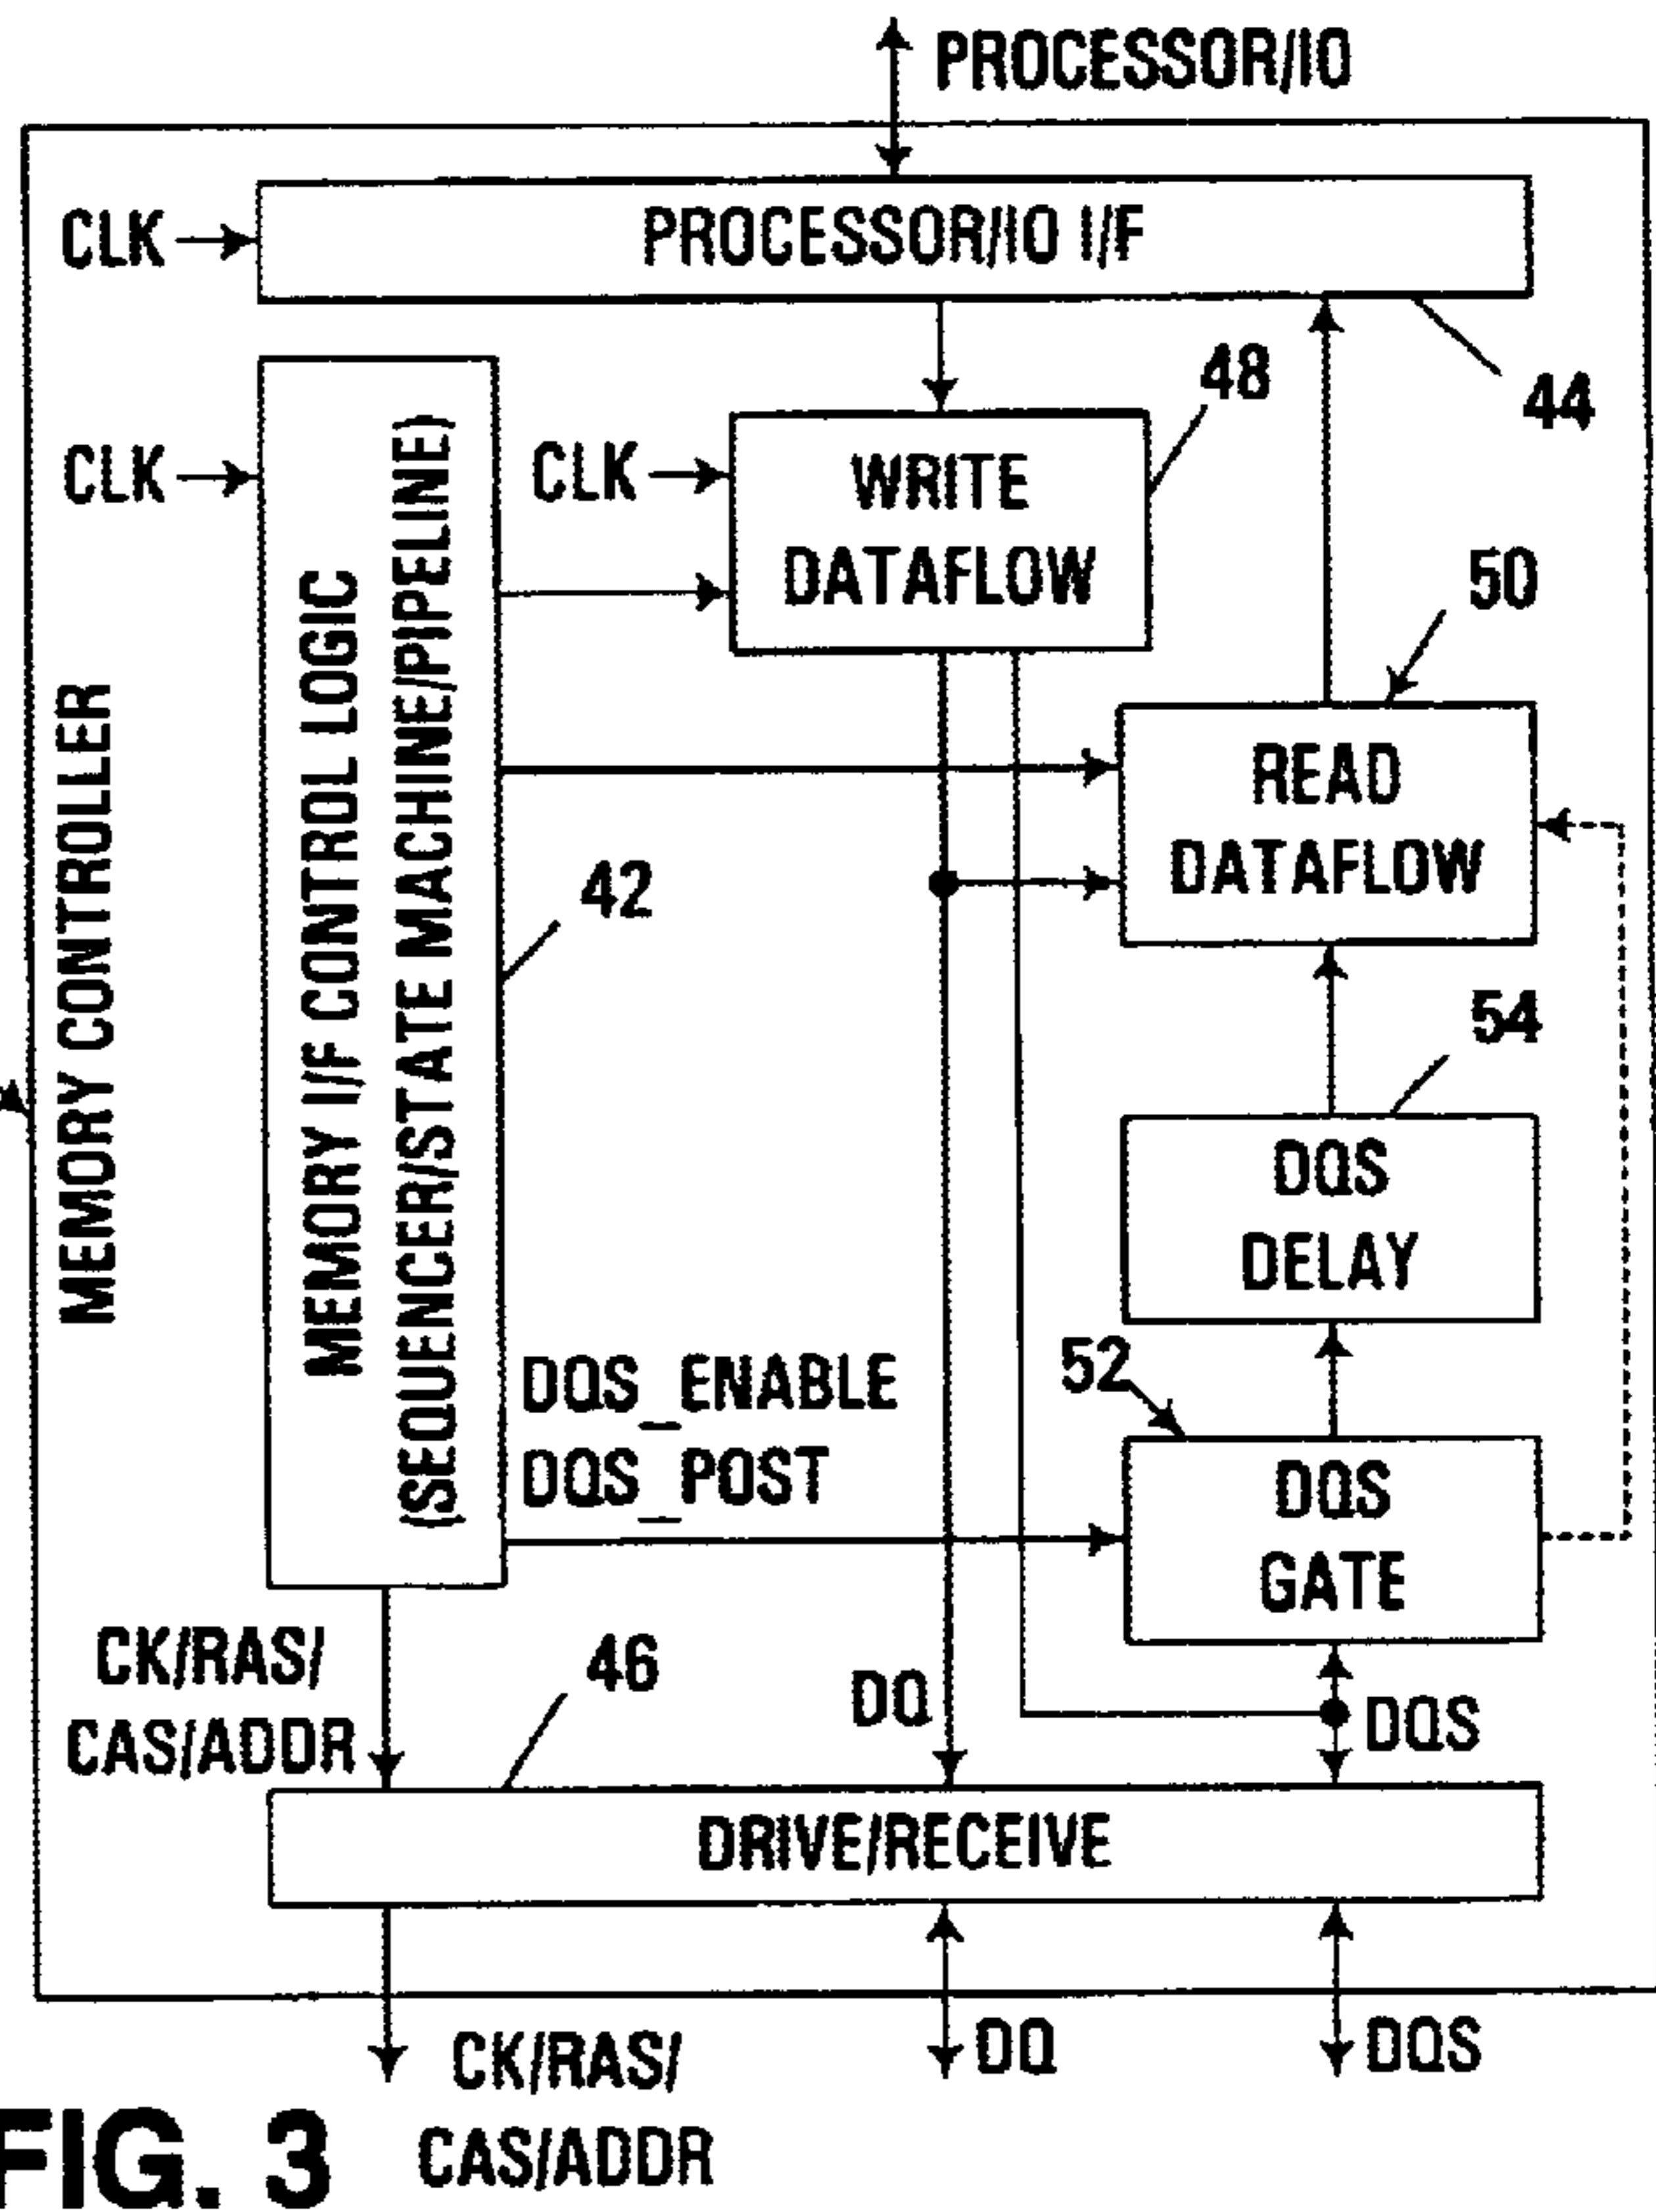 PROCESSOR/IO
CLK
PROCESSOR/IO I/F
44
48
CLK
CLK
WRITE
DATAFLOW
50
READ
DATAFLOW
MEMORY CONTROLLER
MEMORY I/F CONTROL LOGIC
(SEQUENCER/STATE MACHINE/PIPELINE)
42
54
DQS
DELAY
52
DQS_ENABLE
DQS_POST
DQS
GATE
CK/RAS/
CAS/ADDR
46
DQ
DQS
DRIVE/RECEIVE
CK/RAS/
CAS/ADDR
DQ
DQS
FIG. 3